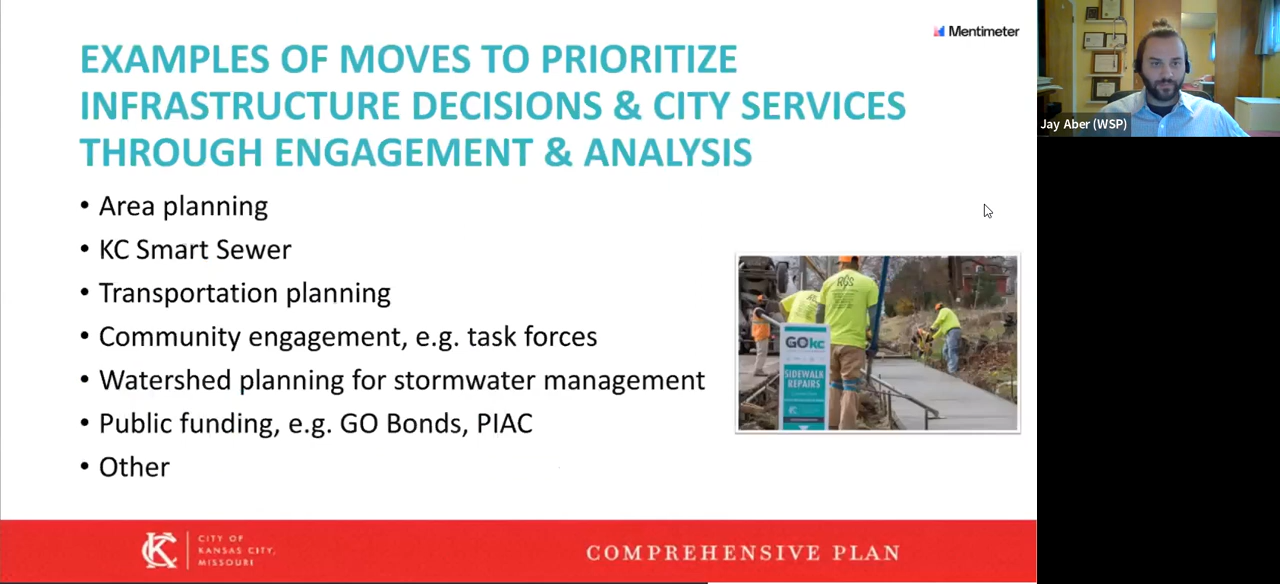 Mentimeter
EXAMPLES OF MOVES TO PRIORITIZE
INFRASTRUCTURE DECISIONS & CITY SERVICES
THROUGH ENGAGEMENT & ANALYSIS
• Area planning
• KC Smart Sewer
• Transportation planning
• Community engagement, e.g. task forces
• Watershed planning for stormwater management
• Public funding, e.g. GO Bonds, PIAC
• Other
RGS
GOkc
SIDEWALK
REPAIRS
KC
CITY OF
KANSAS CITY,
MISSOURI
COMPREHENSIVE PLAN
Jay Aber (WSP)